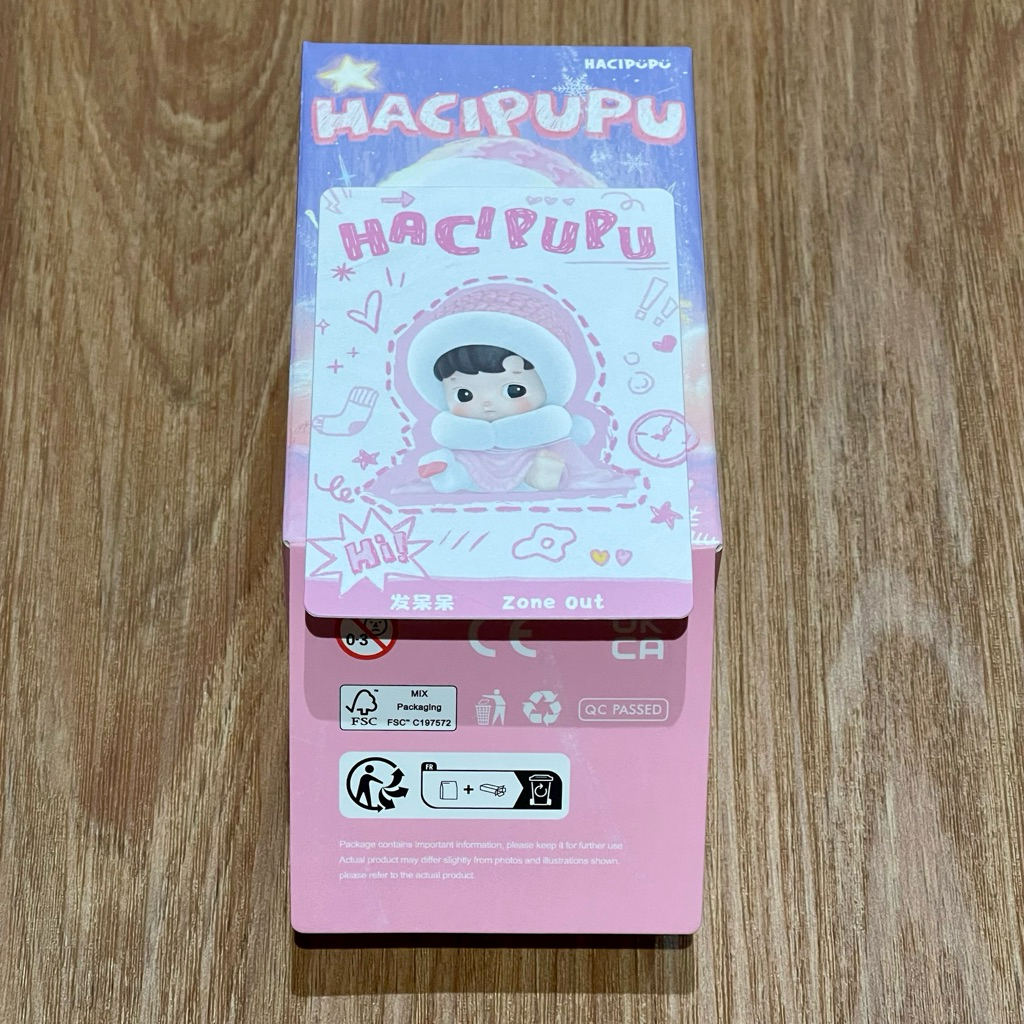 HACIPUPU
HACIPUPU
HACIPUPU
Hi!
发呆呆 Zone Out
0-3 CE UK
CA
FSC™
MIX
Packaging
FSC™ C197572
QC PASSED
FR
+
Package contains important information, please keep it for further use
Actual product may differ slightly from photos and illustrations shown,
please refer to the actual product.